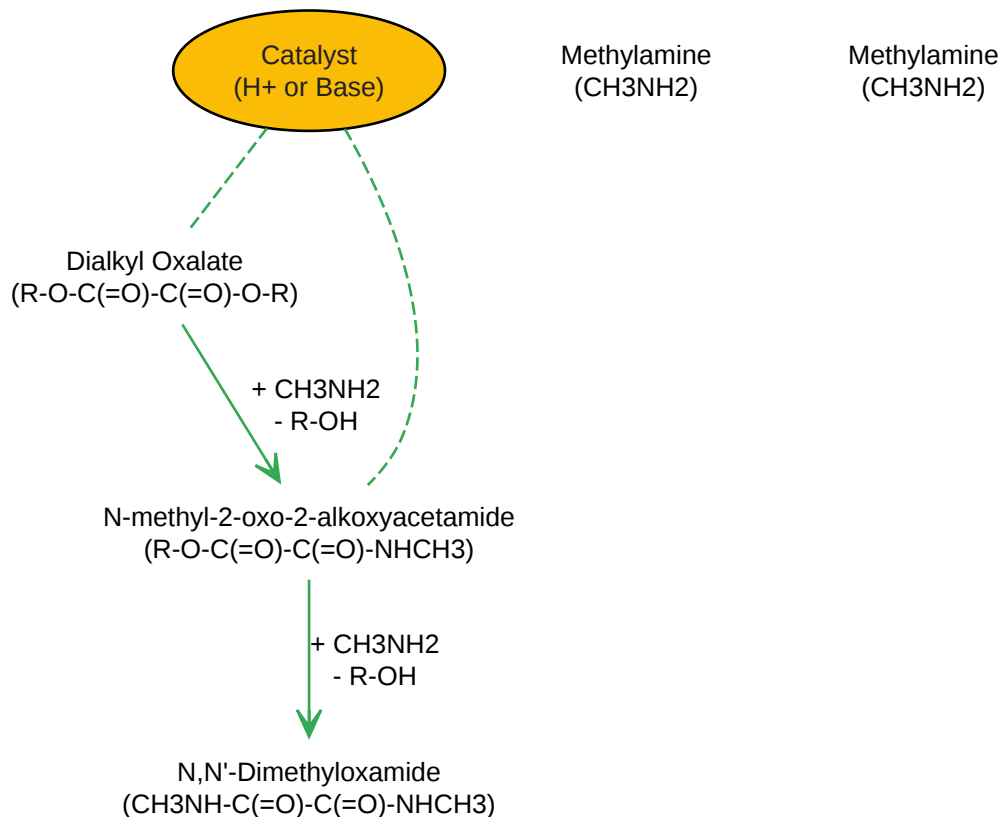 Catalyst
(H+ or Base)
Methylamine
(CH3NH2)
Methylamine
(CH3NH2)
Dialkyl Oxalate
(R-O-C(=O)-C(=O)-O-R)
+ CH3NH2
- R-OH
N-methyl-2-oxo-2-alkoxyacetamide
(R-O-C(=O)-C(=O)-NHCH3)
+ CH3NH2
- R-OH
N,N'-Dimethyloxamide
(CH3NH-C(=O)-C(=O)-NHCH3)